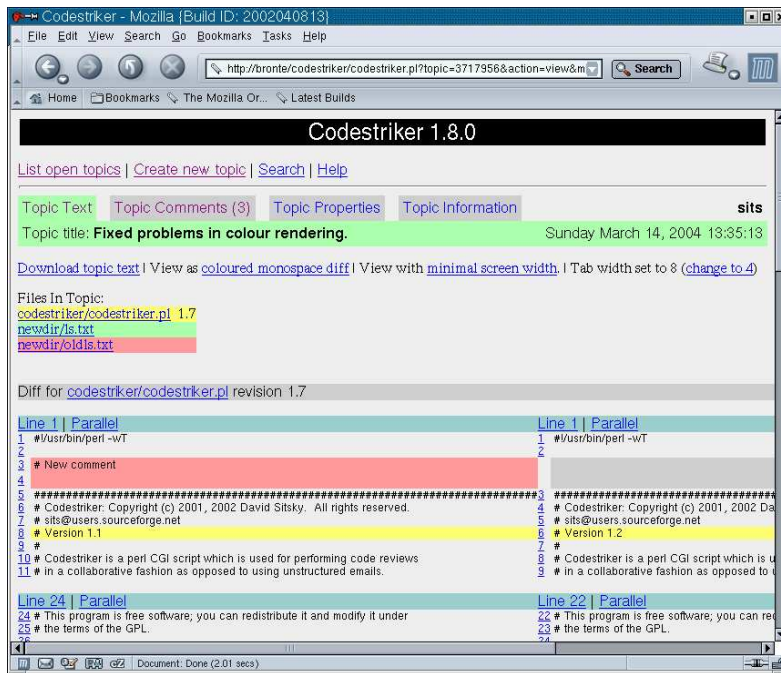 Codestriker - Mozilla {Build ID: 2002040813}
File Edit View Search Go Bookmarks Tasks Help
http://bronte/codestriker/codestriker.pl?topic=3717956&action=view&m
Search
Home Bookmarks The Mozilla Or... Latest Builds
Codestriker 1.8.0
List open topics | Create new topic | Search | Help
Topic Text Topic Comments (3) Topic Properties Topic Information sits
Topic title: Fixed problems in colour rendering. Sunday March 14, 2004 13:35:13
Download topic text | View as coloured monospace diff | View with minimal screen width. | Tab width set to 8 (change to 4)
Files In Topic:
codestriker/codestriker.pl 1.7
newdir/ls.txt
newdir/oldls.txt
Diff for codestriker/codestriker.pl revision 1.7
Line 1 | Parallel Line 1 | Parallel
1 #!/usr/bin/perl -wT 1 #!/usr/bin/perl -wT
2 2
3 # New comment
4
5 ############################################################################### 3 ##################################
6 # Codestriker: Copyright (c) 2001, 2002 David Sitsky. All rights reserved. 4 # Codestriker: Copyright (c) 2001, 2002 Da
7 # sits@users.sourceforge.net 5 # sits@users.sourceforge.net
8 # Version 1.1 6 # Version 1.2
9 # 7 #
10 # Codestriker is a perl CGI script which is used for performing code reviews 8 # Codestriker is a perl CGI script which is u
11 # in a collaborative fashion as opposed to using unstructured emails. 9 # in a collaborative fashion as opposed to
Line 24 | Parallel Line 22 | Parallel
24 # This program is free software; you can redistribute it and modify it under 22 # This program is free software; you can red
25 # the terms of the GPL. 23 # the terms of the GPL.
26 24
Document: Done (2.01 secs)